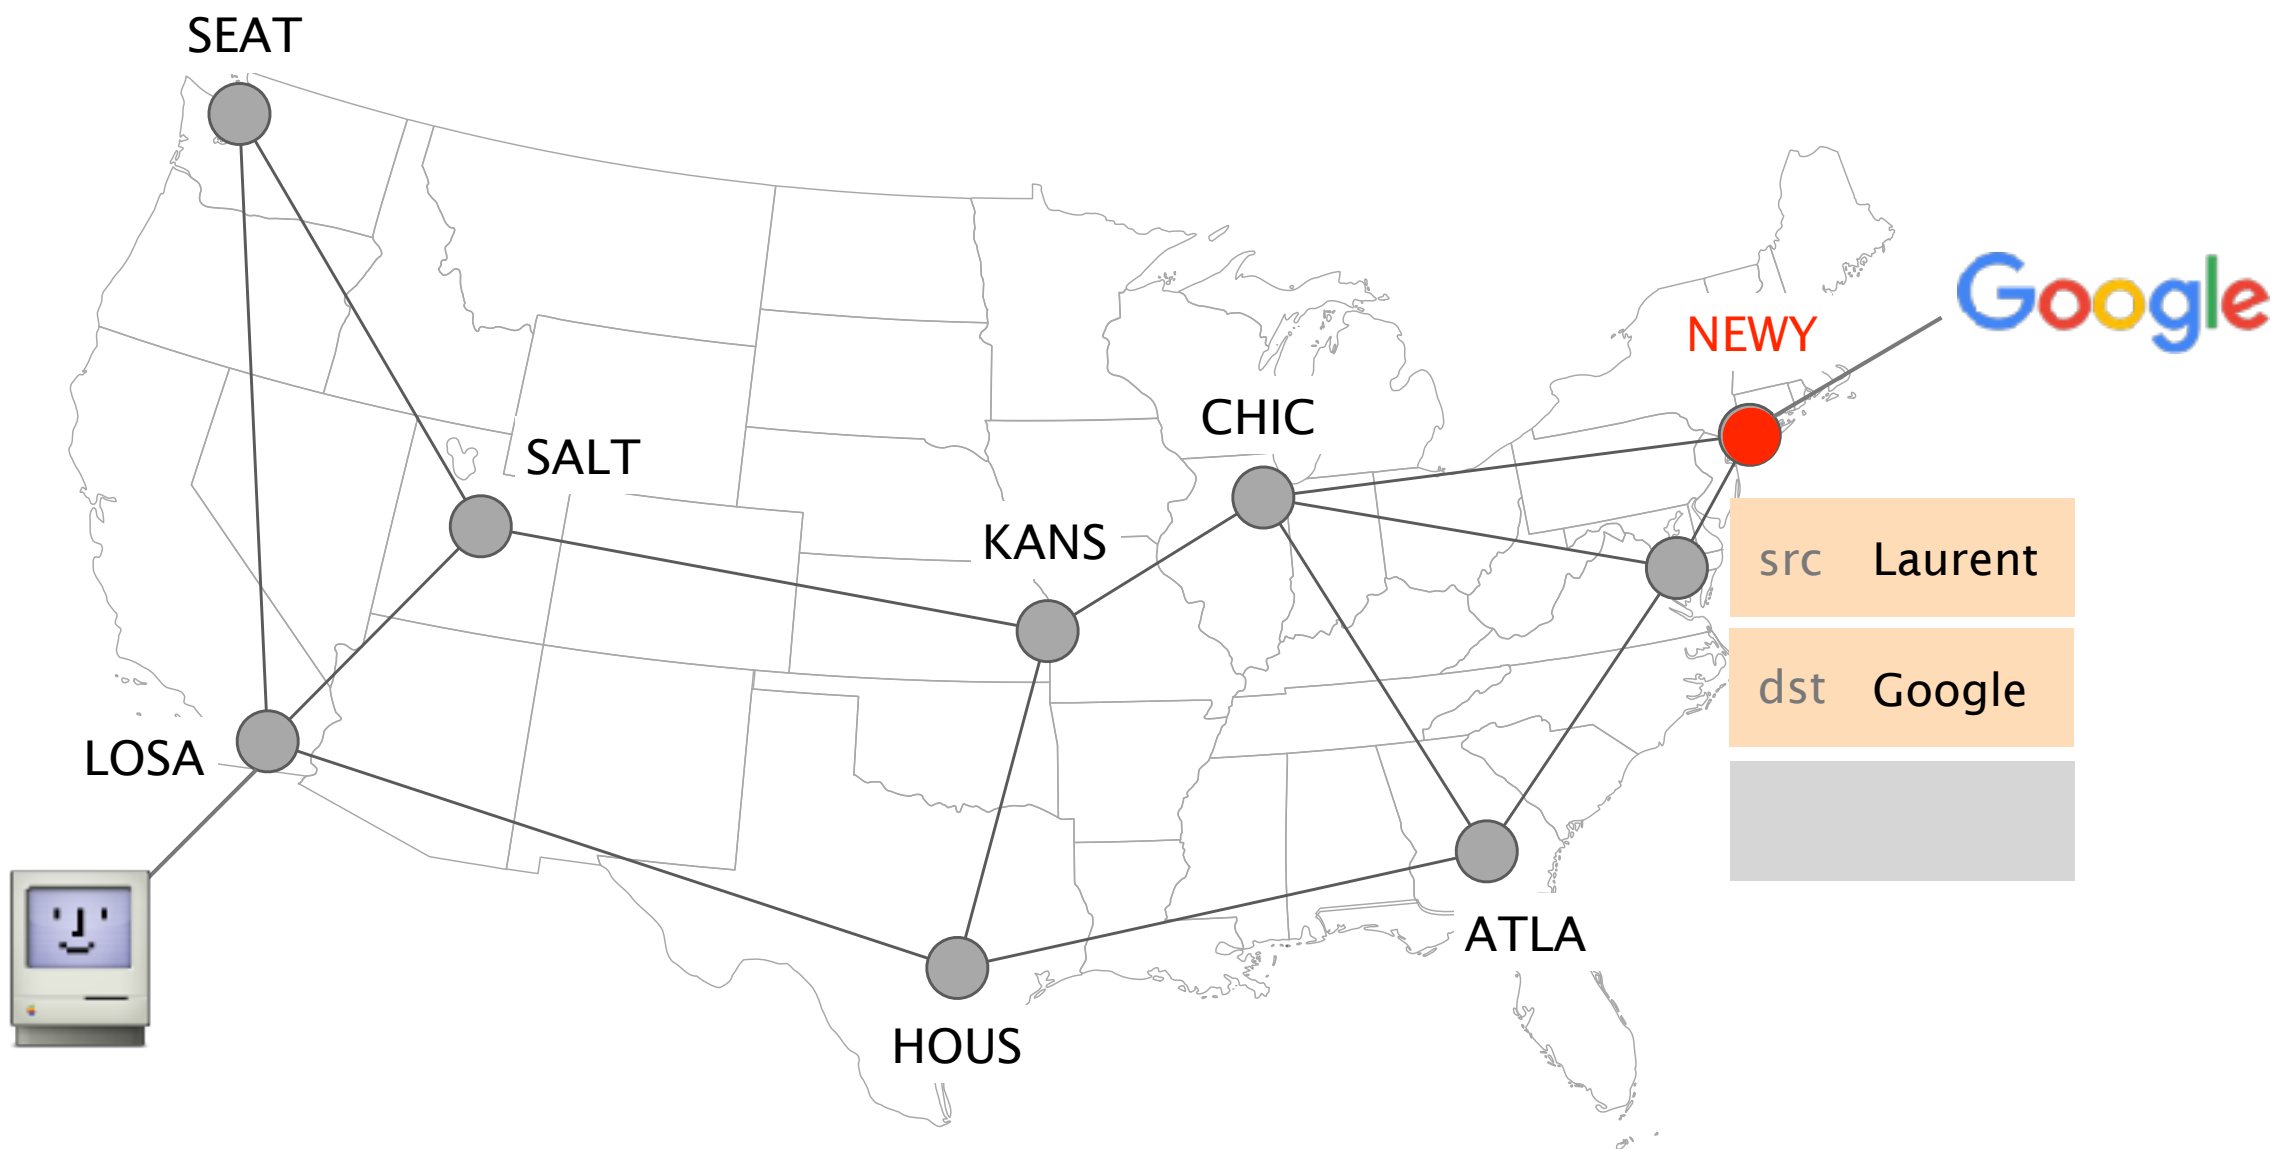 SEAT
Google
NEWY
CHIC
SALT
KANS
src Laurent
dst Google
LOSA
ATLA
HOUS